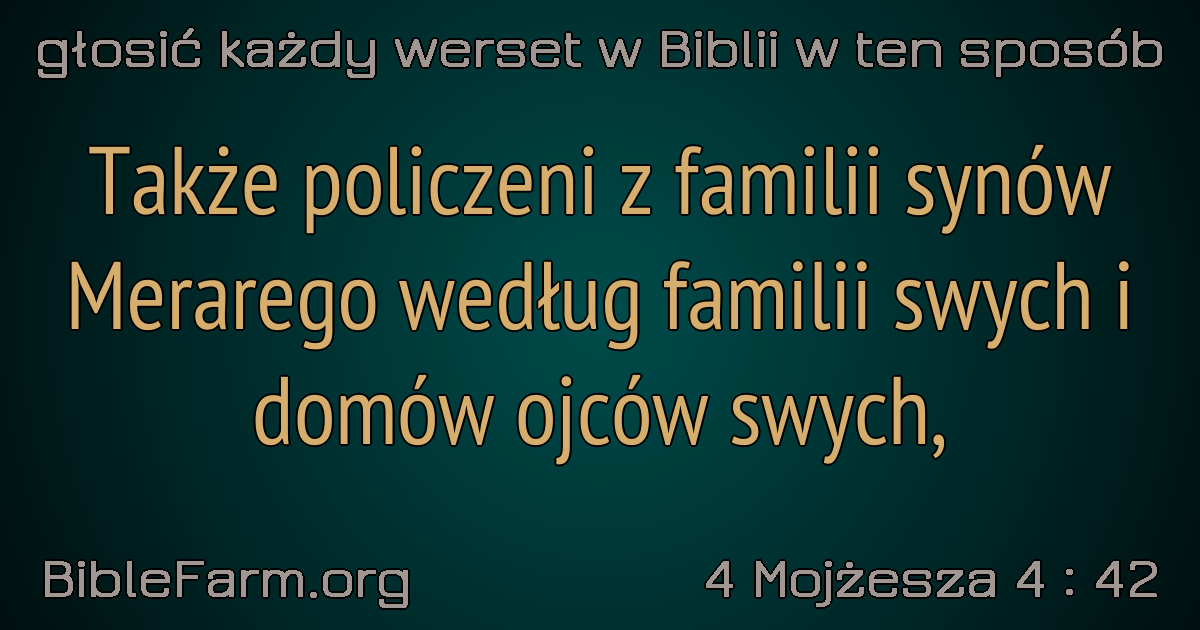 głosić każdy werset w Biblii w ten sposób
Także policzeni z familii synów
Merarego według familii swych i
domów ojców swych,
BibleFarm.org
4 Mojżesza 4 : 42